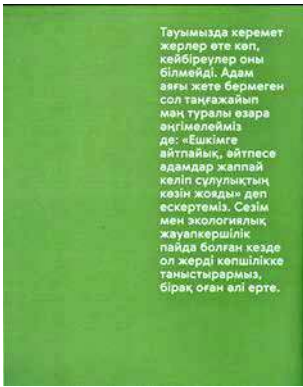 Тауымызда керемет
жерлер өте көп,
кейбіреулер оны
білмейді. Адам
аяғы жете бермеген
сол таңғажайып
маң туралы өзара
әңгімелейміз
де: «Ешкімге
айтпайық, әйтпесе
адамдар жаппай
келіп сұлулықтың
көзін жояды» деп
ескертеміз. Сезім
мен экологиялық
жауапкершілік
пайда болған кезде
ол жерді көпшілікке
таныстырармыз,
бірақ оған әлі ерте.